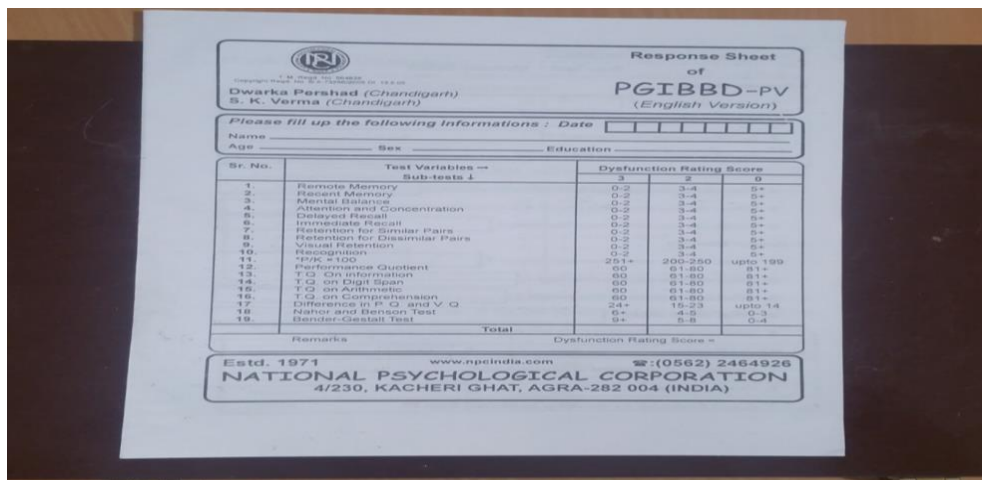 Response Sheet
of
PGIBBD-PV
(English Version)
Dwarka Pershad (Chandigarh)
S. K. Verma (Chandigarh)
Please fill up the following Informations : Date
Name
Age Sex Education
Sr. No. Test Variables → Dysfunction Rating Score
Sub-tests ↓ 3 2 0
1. Remote Memory 0-2 3-4 5+
2. Recent Memory 0-2 3-4 5+
3. Mental Balance 0-2 3-4 5+
4. Attention and Concentration 0-2 3-4 5+
5. Delayed Recall 0-2 3-4 5+
6. Immediate Recall 0-2 3-4 5+
7. Retention for Similar Pairs 0-2 3-4 5+
8. Retention for Dissimilar Pairs 0-2 3-4 5+
9. Visual Retention 0-2 3-4 5+
10. Recognition 0-2 3-4 5+
11. *P/K ×100 251+ 200-250 upto 199
12. Performance Quotient 60 61-80 81+
13. T.Q. On information 60 61-80 81+
14. T.Q. on Digit Span 60 61-80 81+
15. T.Q. on Arithmetic 60 61-80 81+
16. T.Q. on Comprehension 60 61-80 81+
17 Difference in P. Q. and V. Q. 24+ 15-23 upto 14
18. Nahor and Benson Test 6+ 4-5 0-3
19. Bender-Gestalt Test 9+ 5-8 0-4
Total
Remarks Dysfunction Rating Score =
Estd. 1971 www.npcindia.com ☎:(0562) 2464926
NATIONAL PSYCHOLOGICAL CORPORATION
4/230, KACHERI GHAT, AGRA-282 004 (INDIA)